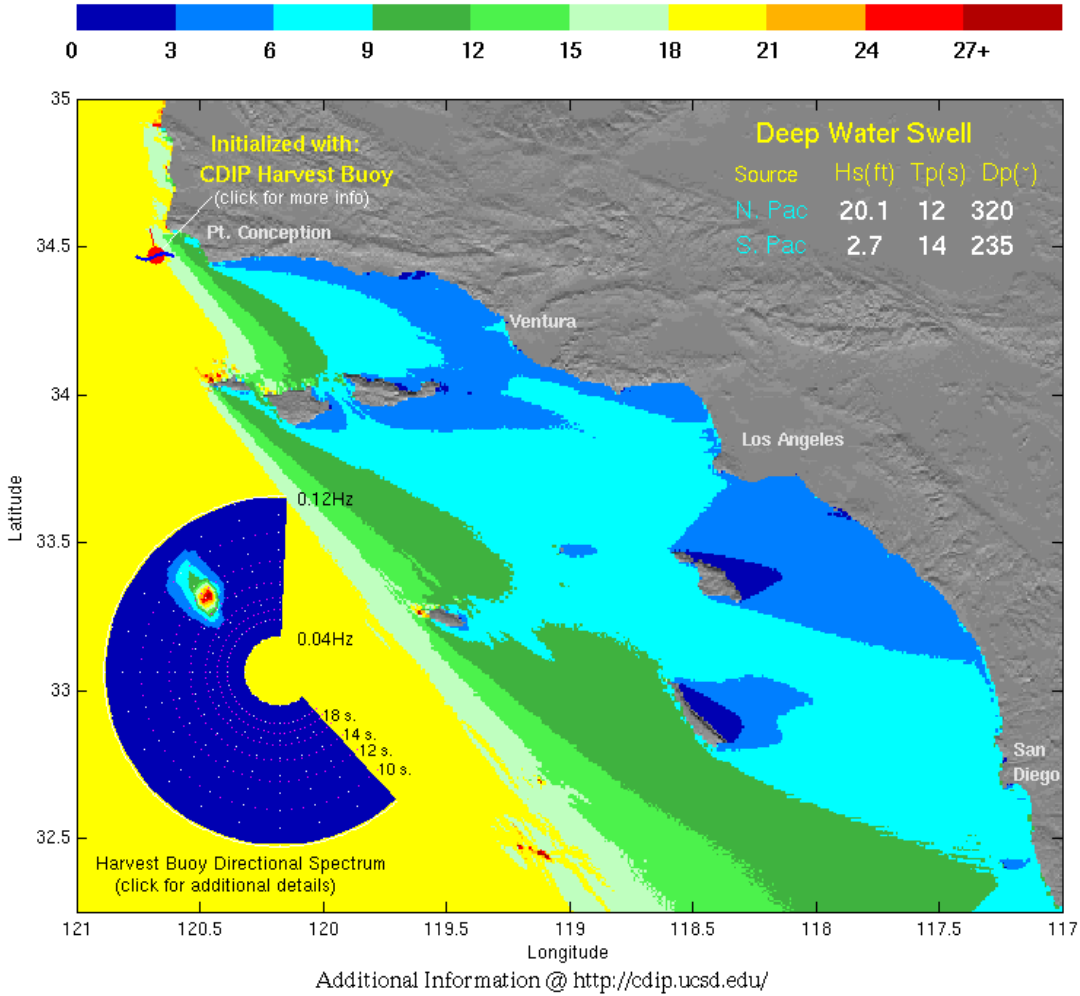 0 3 6 9 12 15 18 21 24 27+
35
Initialized with:
CDIP Harvest Buoy
(click for more info)
Deep Water Swell
Source Hs(ft) Tp(s) Dp(˘)
N. Pac 20.1 12 320
S. Pac 2.7 14 235
Pt. Conception
34.5
Ventura
34
Los Angeles
Latitude
0.12Hz
33.5
0.04Hz
33
18 s.
14 s.
12 s.
10 s.
San
Diego
32.5
Harvest Buoy Directional Spectrum
(click for additional details)
121 120.5 120 119.5 119 118.5 118 117.5 117
Longitude
Additional Information @ http://cdip.ucsd.edu/